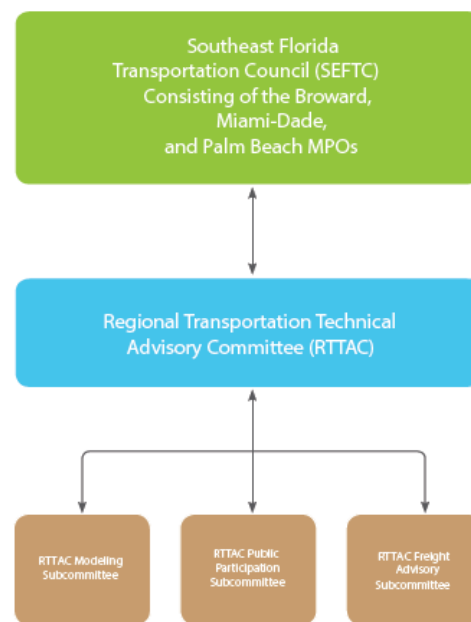 Southeast Florida
Transportation Council (SEFTC)
Consisting of the Broward,
Miami-Dade,
and Palm Beach MPOs
Regional Transportation Technical
Advisory Committee (RTTAC)
RTTAC Modeling
Subcommittee
RTTAC Public
Participation
Subcommittee
RTTAC Freight
Advisory
Subcommittee